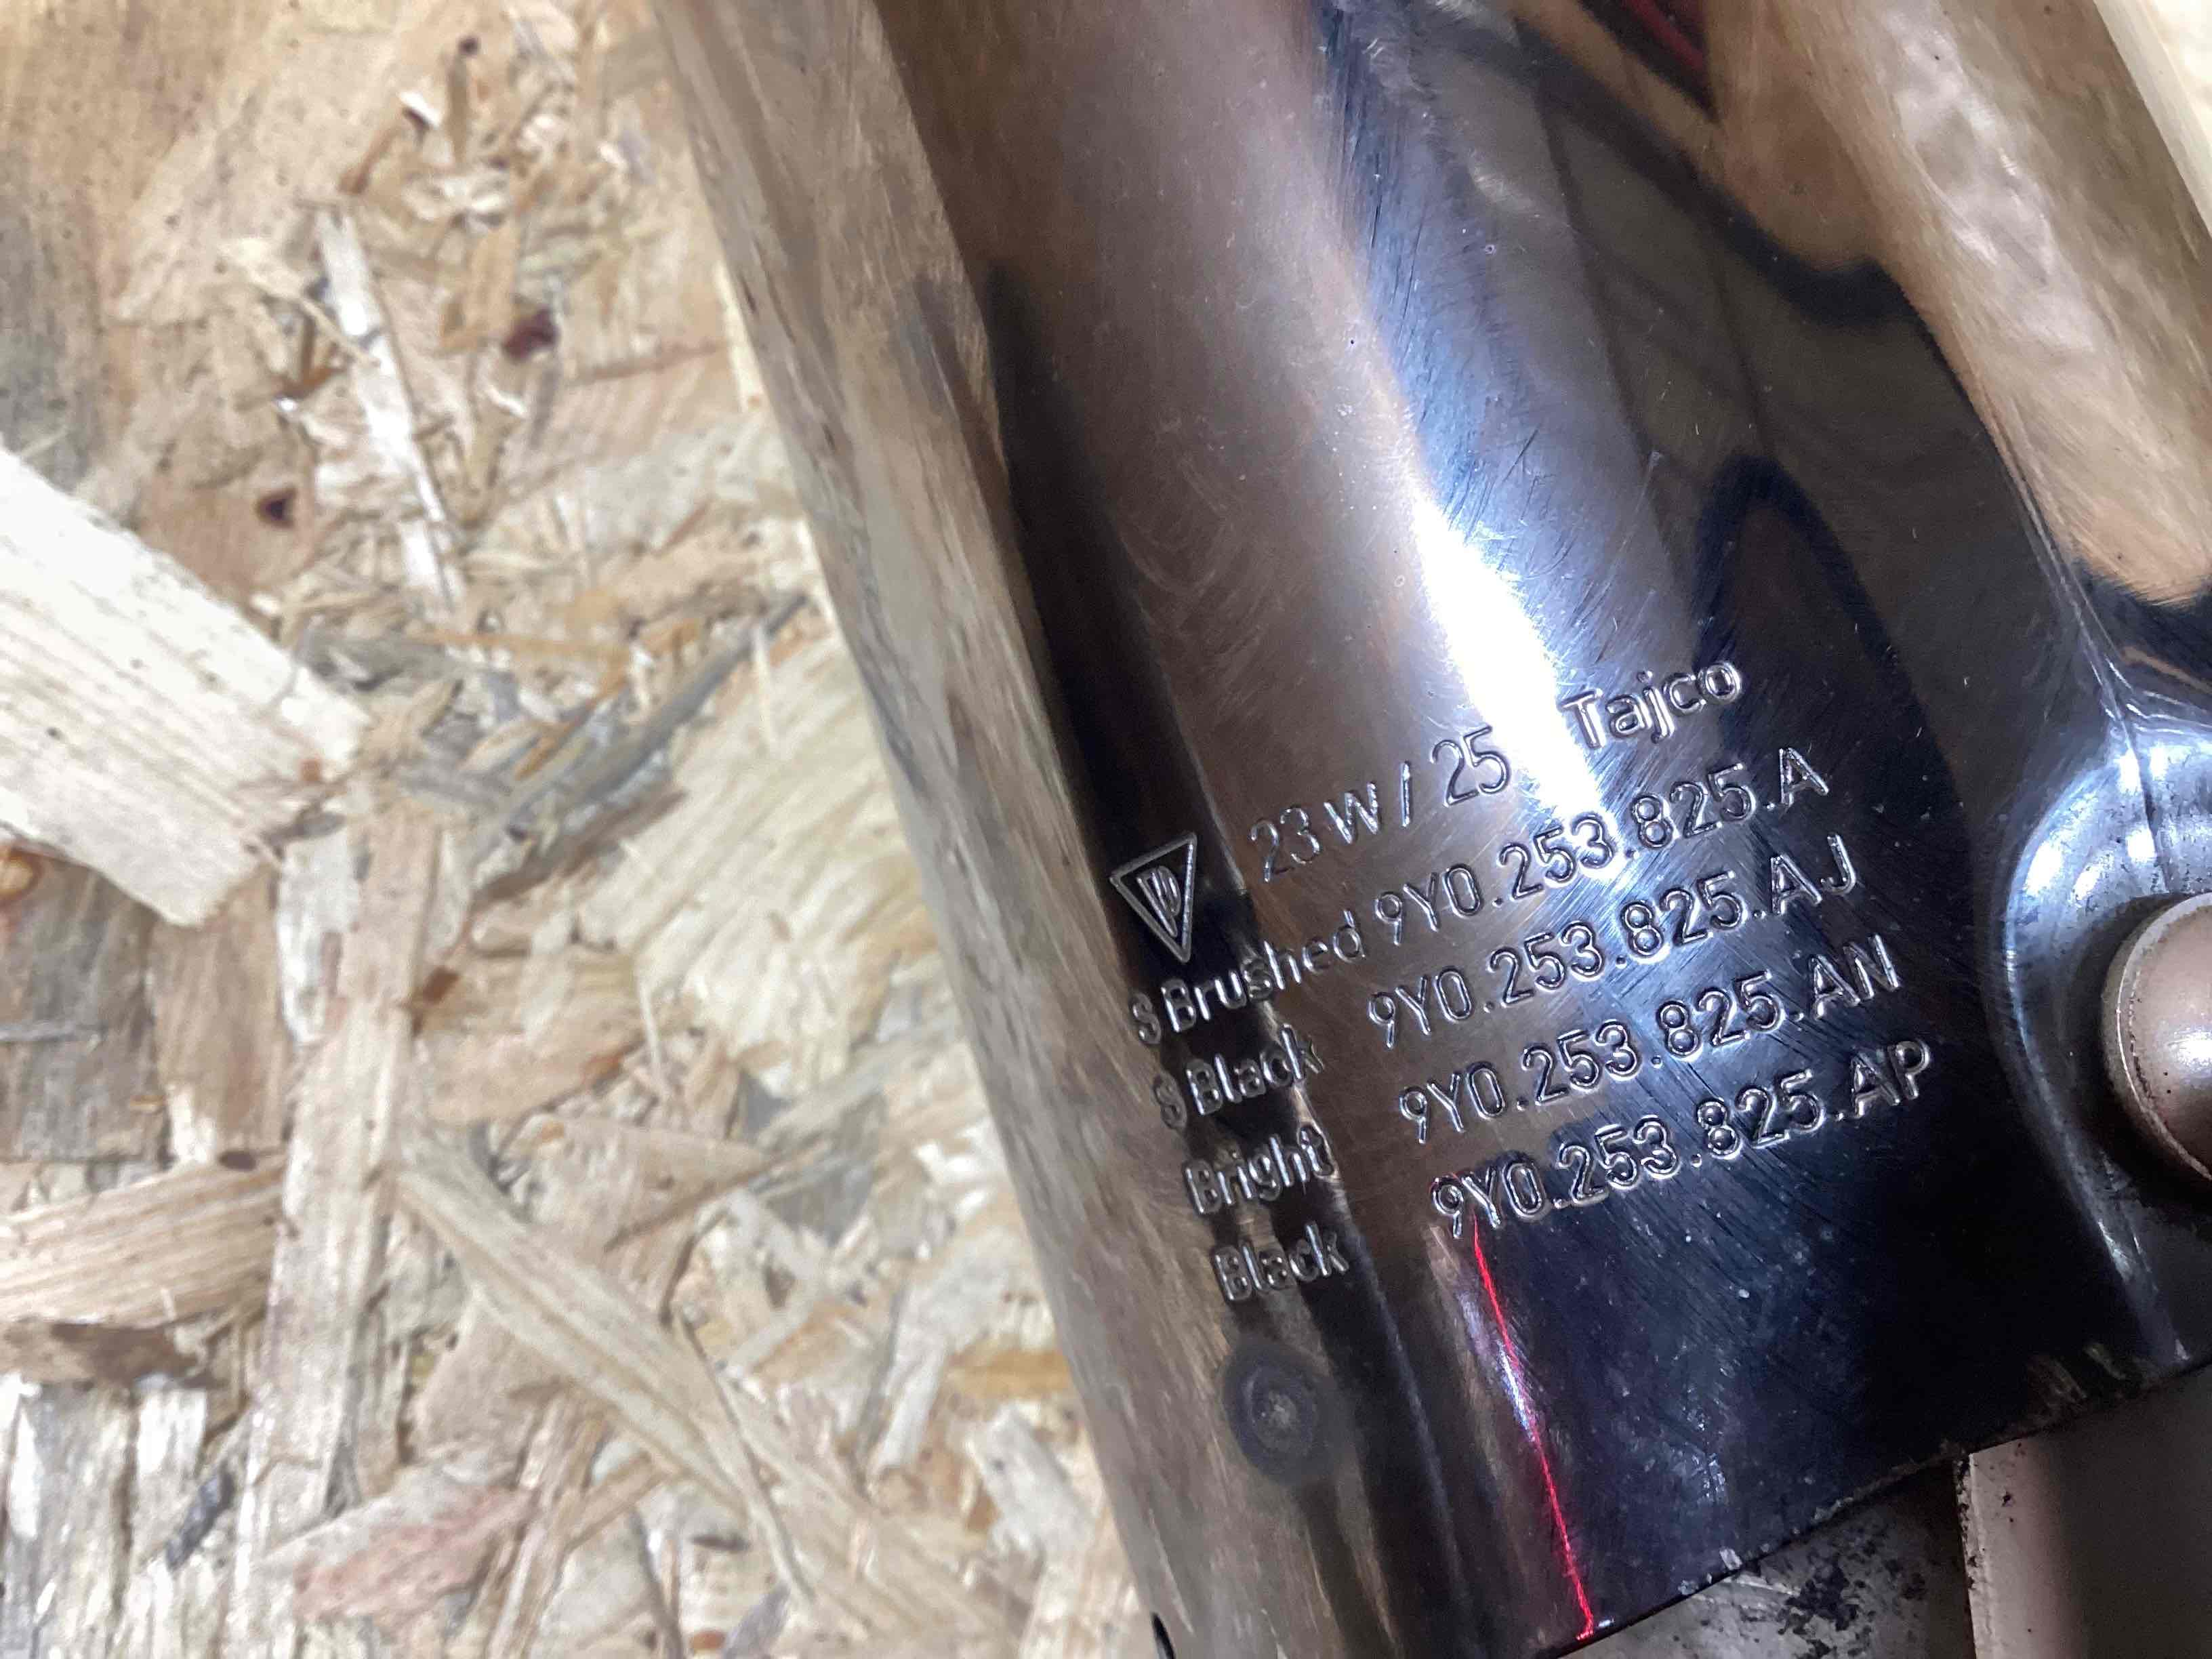 23 W / 25 Tajco
S Brushed 9Y0.253.825.A
S Black 9Y0.253.825.AJ
Bright 9Y0.253.825.AN
Black 9Y0.253.825.AP